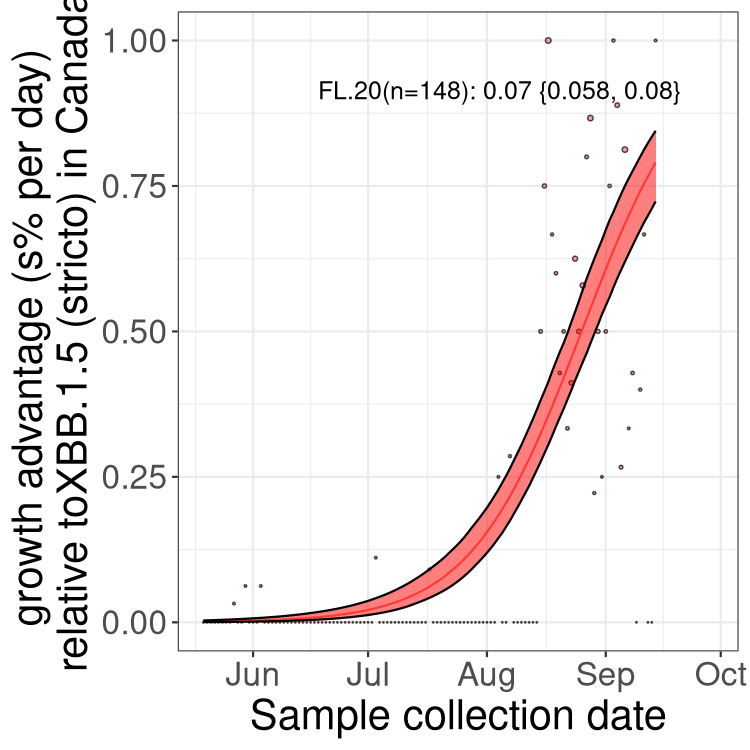 growth advantage (s% per day)
relative toXBB.1.5 (stricto) in Canada
1.00
0.75
0.50
0.25
0.00
FL.20(n=148): 0.07 {0.058, 0.08}
Jun Jul Aug Sep Oct
Sample collection date